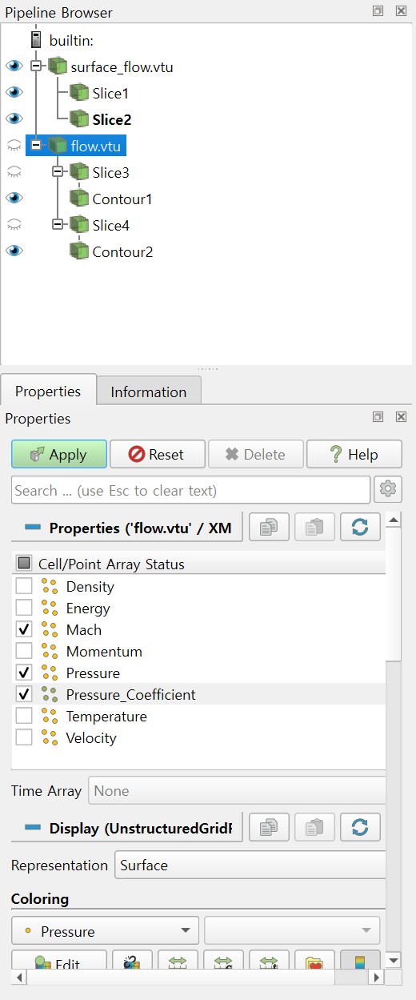 Pipeline Browser
builtin:
surface_flow.vtu
Slice1
Slice2
flow.vtu
Slice3
Contour1
Slice4
Contour2
Properties Information
Properties
Apply Reset Delete Help
Search ... (use Esc to clear text)
Properties ('flow.vtu' / XM
Cell/Point Array Status
Density
Energy
Mach
Momentum
Pressure
Pressure_Coefficient
Temperature
Velocity
Time Array None
Display (UnstructuredGridF
Representation Surface
Coloring
Pressure
Edit